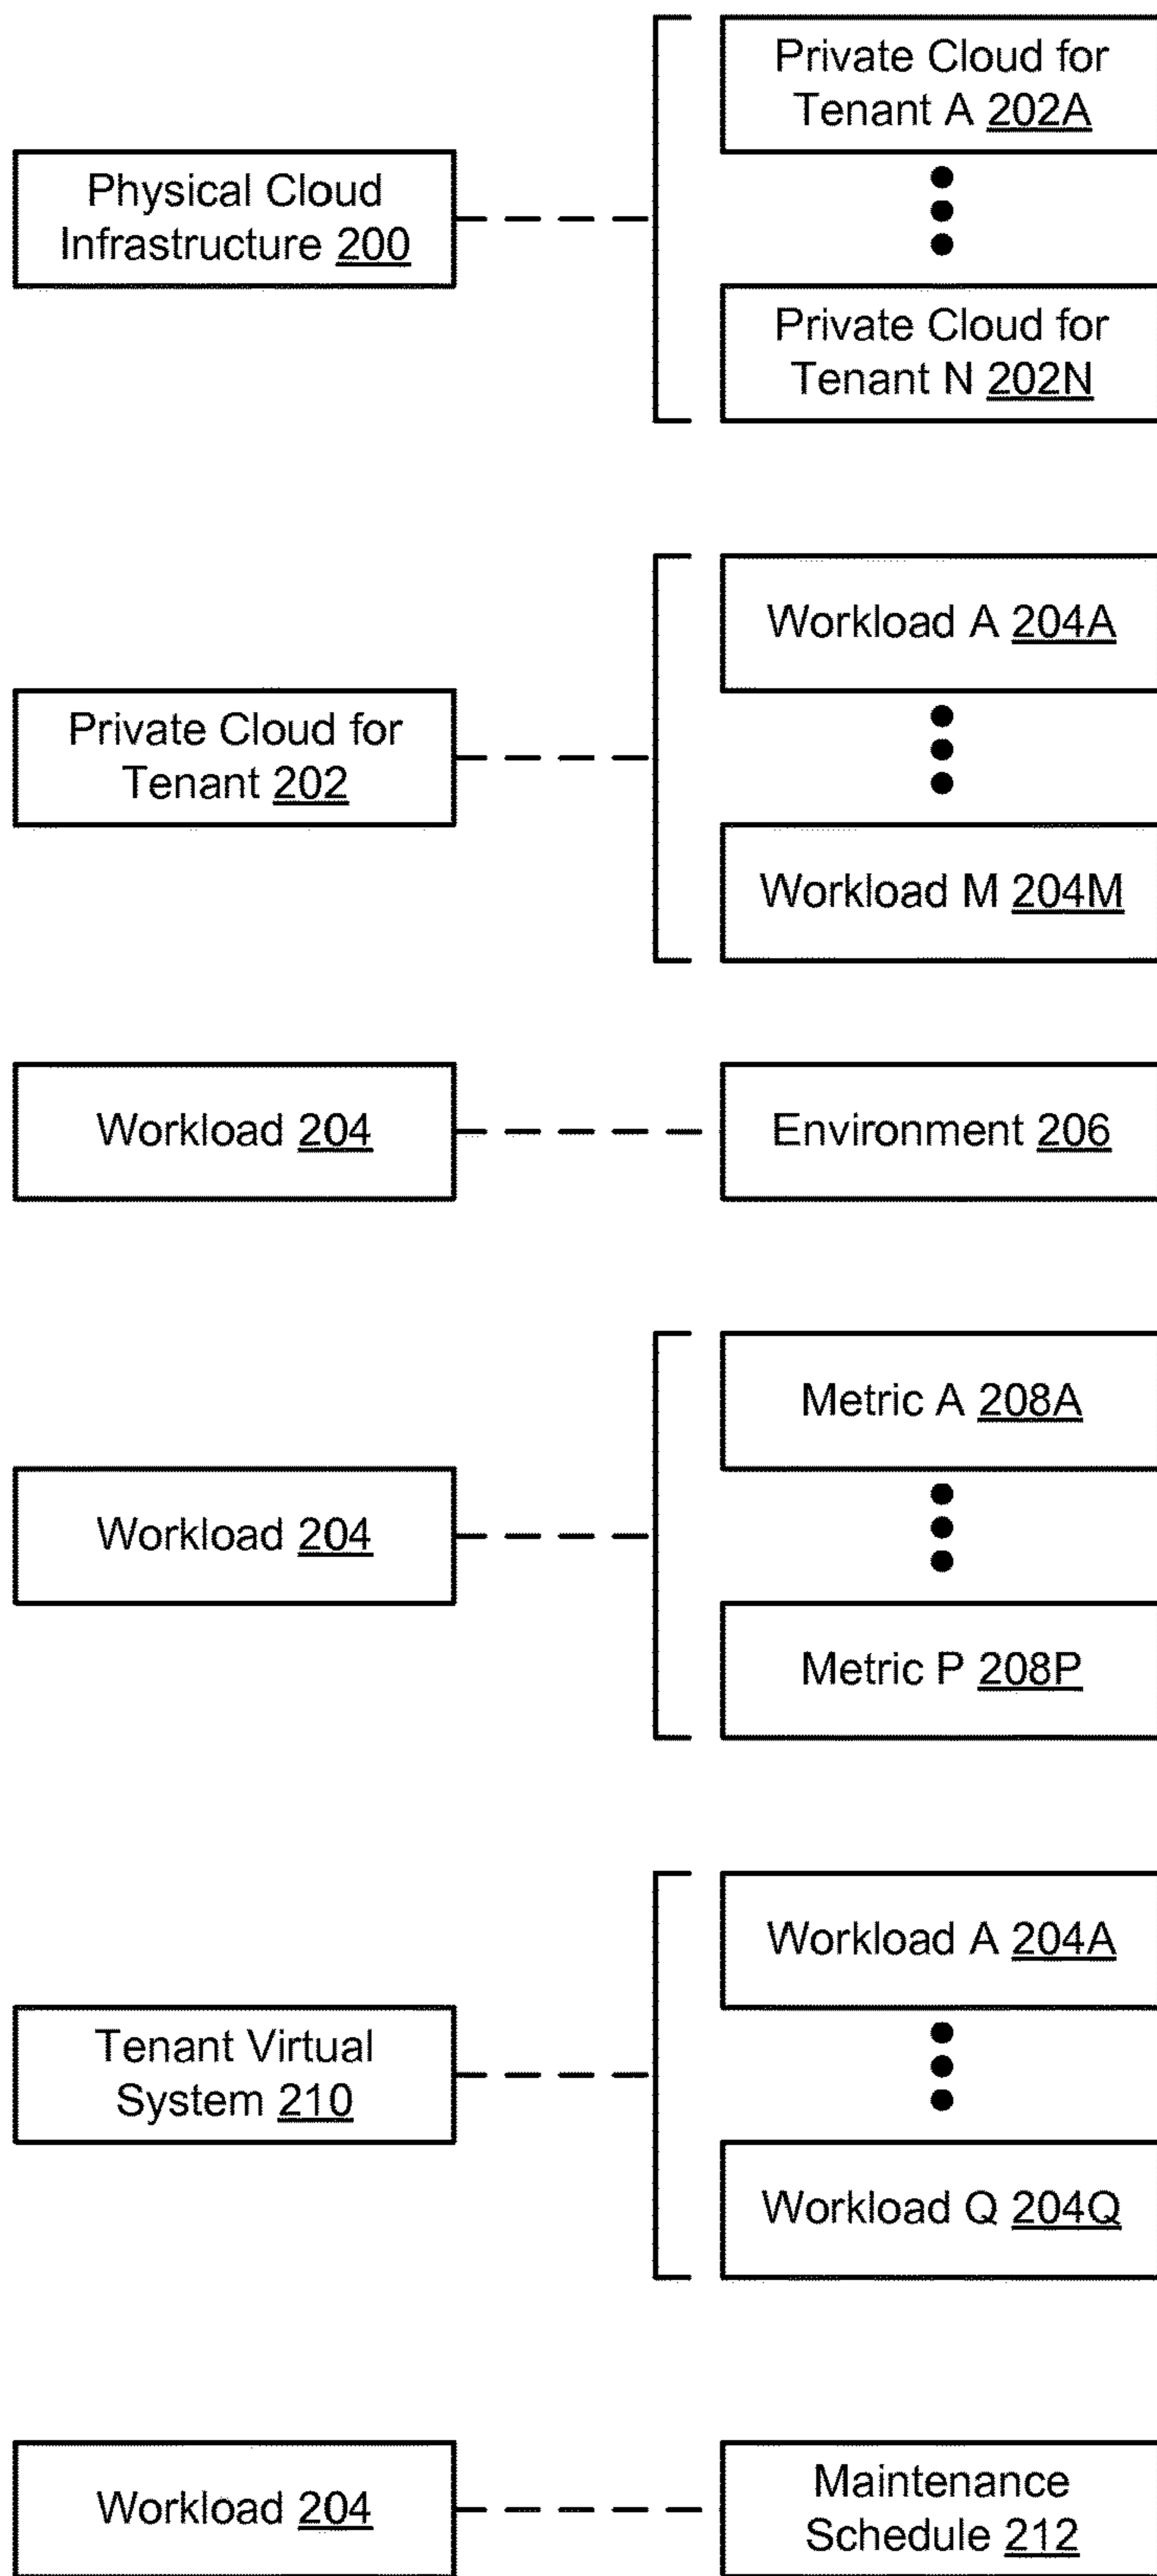 Private Cloud for
Tenant A 202A
Physical Cloud
Infrastructure 200
Private Cloud for
Tenant N 202N
Workload A 204A
Private Cloud for
Tenant 202
Workload M 204M
Workload 204
Environment 206
Metric A 208A
Workload 204
Metric P 208P
Workload A 204A
Tenant Virtual
System 210
Workload Q 204Q
Workload 204
Maintenance
Schedule 212